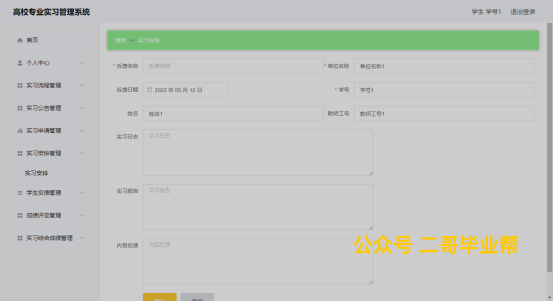 高校专业实习管理系统
学生 学号1 退出登录
首页
个人中心
实习流程管理
实习公告管理
实习申请管理
实习安排管理
实习安排
学生反馈管理
成绩评定管理
实习综合成绩管理
首页 实习安排
* 反馈名称 反馈名称 * 单位名称 单位名称1
反馈日期 2022 年 05 月 12 日 * 学号 学号1
姓名 姓名1 教师工号 教师工号1
实习日志 实习日志
实习报告 实习报告
内容反馈 内容反馈
公众号 二哥毕业帮